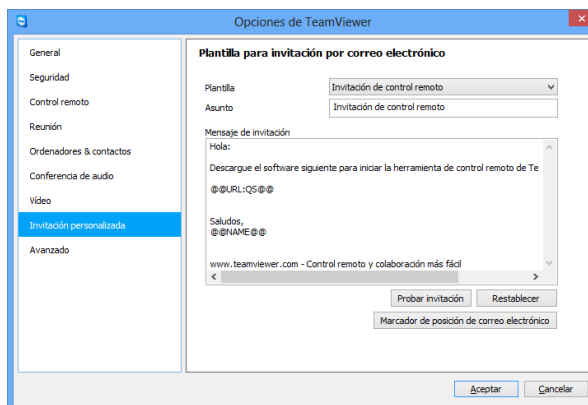 Opciones de TeamViewer
General
Seguridad
Control remoto
Reunión
Ordenadores & contactos
Conferencia de audio
Vídeo
Invitación personalizada
Avanzado
Plantilla para invitación por correo electrónico
Plantilla
Invitación de control remoto
Asunto
Invitación de control remoto
Mensaje de invitación
Hola:
Descargue el software siguiente para iniciar la herramienta de control remoto de Te
@@URL:QS@@
Saludos,
@@NAME@@
www.teamviewer.com - Control remoto y colaboración más fácil
Probar invitación
Restablecer
Marcador de posición de correo electrónico
Aceptar
Cancelar